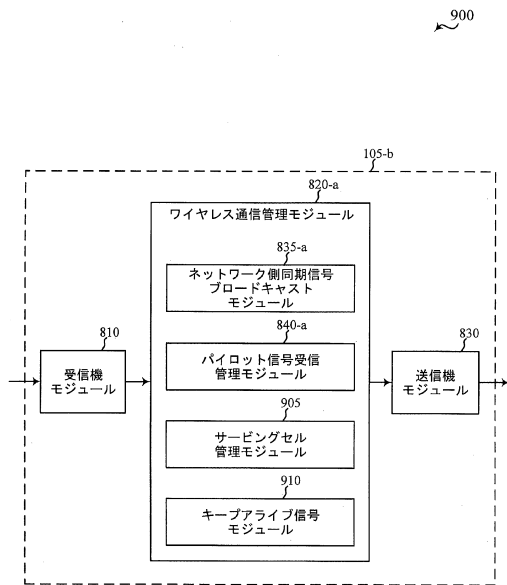 900
105-b
820-a
ワイヤレス通信管理モジュール
835-a
ネットワーク側同期信号
ブロードキャスト
モジュール
810
受信機
モジュール
840-a
パイロット信号受信
管理モジュール
830
送信機
モジュール
905
サービングセル
管理モジュール
910
キープアライブ信号
モジュール